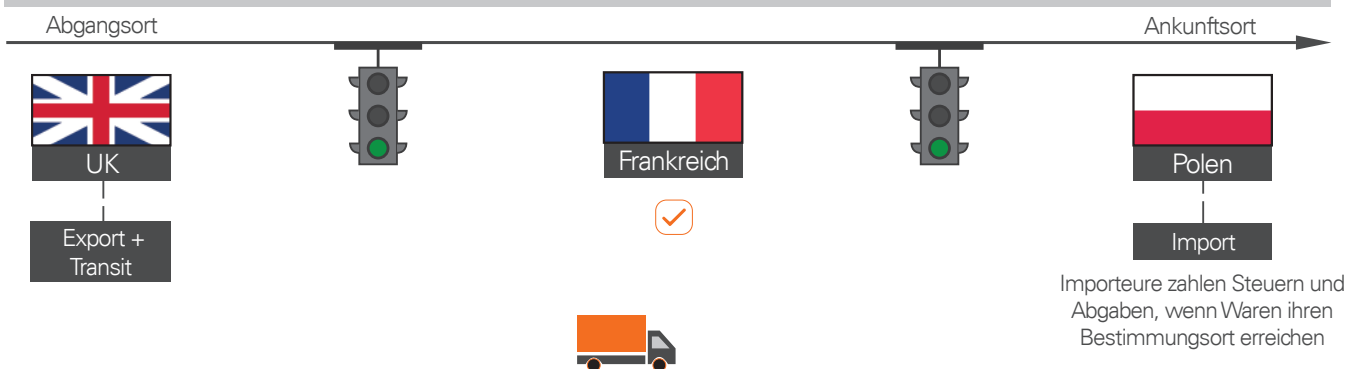 Abgangsort
Ankunftsort
UK
Frankreich
Polen
Export +
Transit
Import
Importeure zahlen Steuern und
Abgaben, wenn Waren ihren
Bestimmungsort erreichen